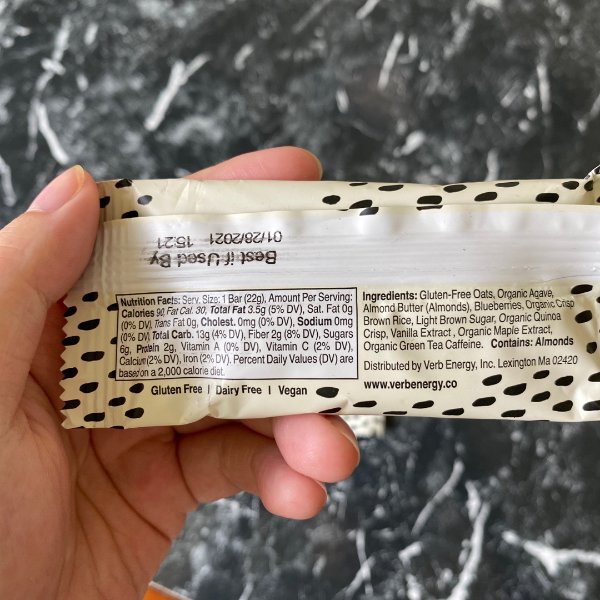 Best if Used By
01/28/2021 15:21
Nutrition Facts: Serv. Size: 1 Bar (22g), Amount Per Serving:
Calories 90, Fat Cal. 30, Total Fat 3.5g (5% DV), Sat. Fat 0g
(0% DV), Trans Fat 0g, Cholest. 0mg (0% DV), Sodium 0mg
(0% DV), Total Carb. 13g (4% DV), Fiber 2g (8% DV), Sugars
6g, Protein 2g, Vitamin A (0% DV), Vitamin C (2% DV),
Calcium (2% DV), Iron (2% DV). Percent Daily Values (DV) are
based on a 2,000 calorie diet.
Gluten Free | Dairy Free | Vegan
Ingredients: Gluten-Free Oats, Organic Agave,
Almond Butter (Almonds), Blueberries, Organic Crisp
Brown Rice, Light Brown Sugar, Organic Quinoa
Crisp, Vanilla Extract , Organic Maple Extract,
Organic Green Tea Caffeine. Contains: Almonds
Distributed by Verb Energy, Inc. Lexington Ma 02420
www.verbenergy.co